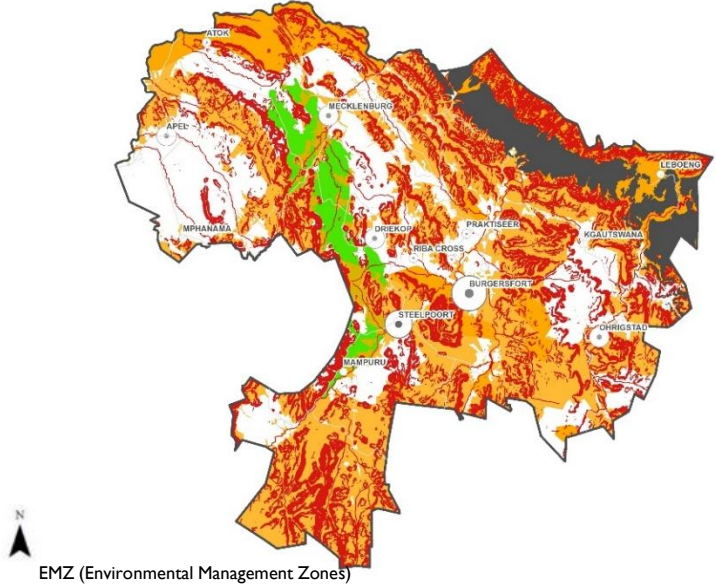 ATOK
MECKLENBURG
APEL
LEBOENG
MPHANAMA
DRIEKOP
PRAKTISEER
KGAUTSWANA
RIBA CROSS
BURGERSFORT
STEELPOORT
OHRIGSTAD
MAMPURU
N
EMZ (Environmental Management Zones)